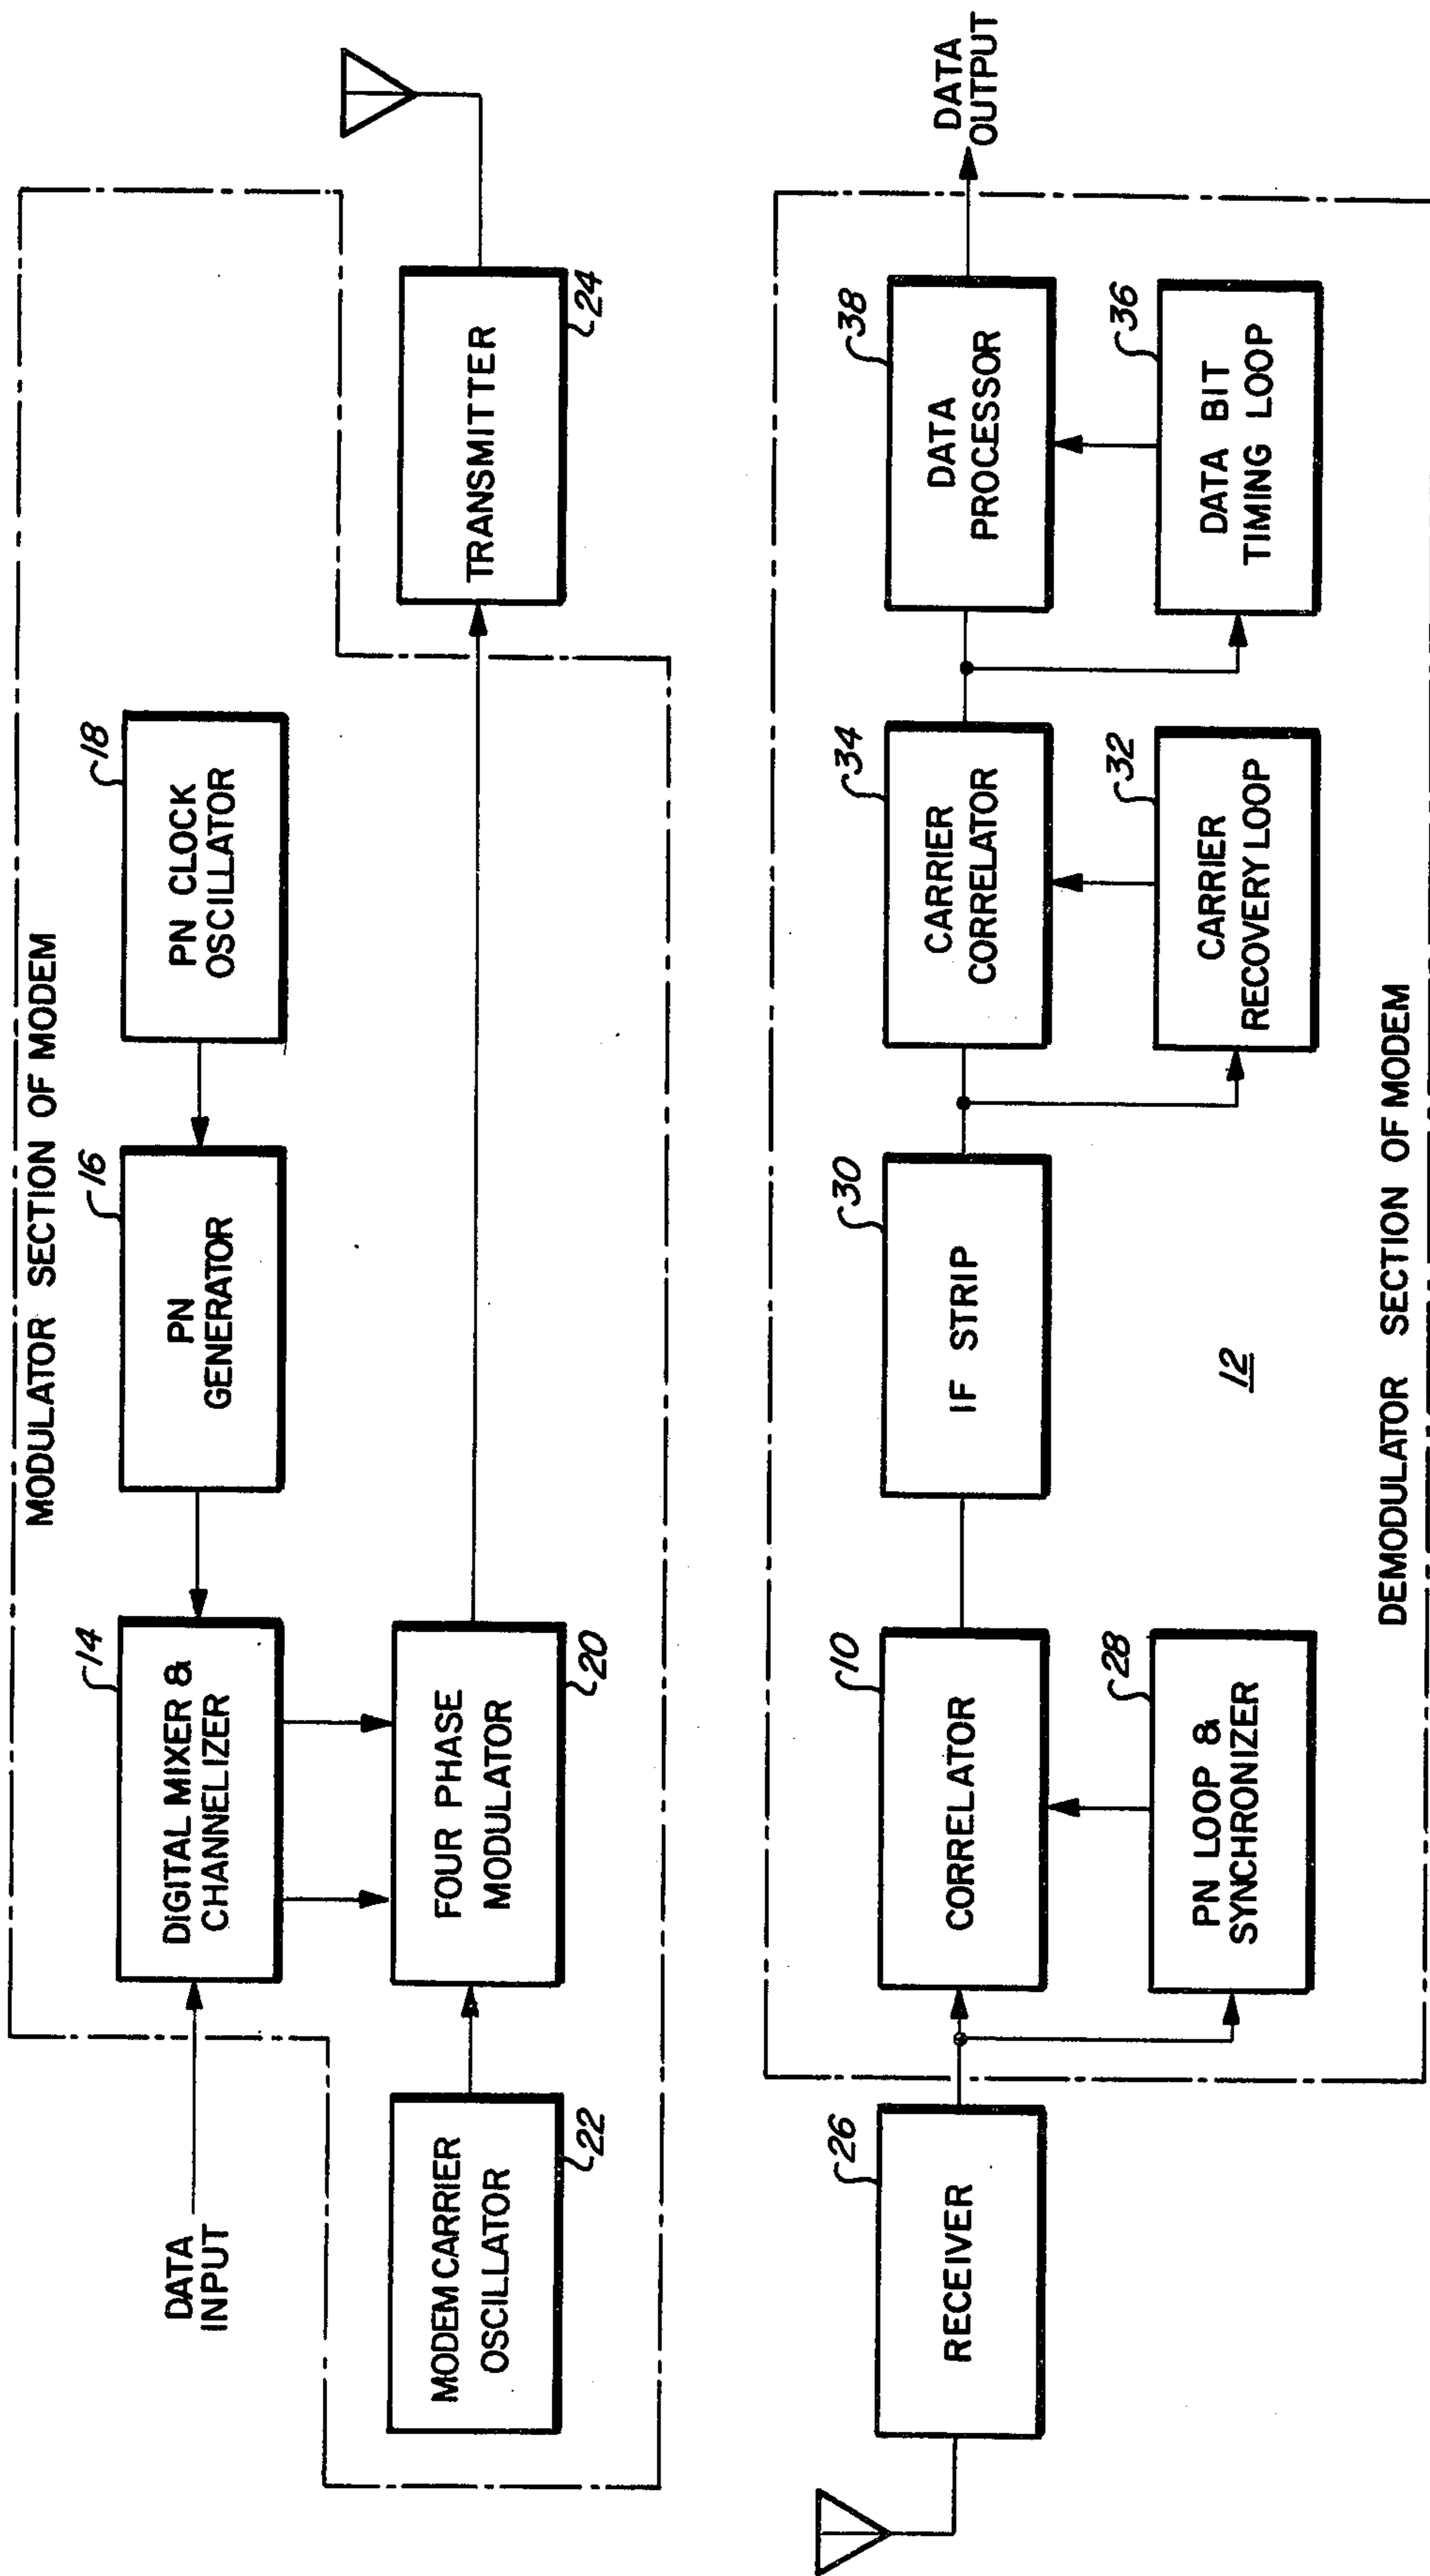 MODULATOR SECTION OF MODEM
DATA
INPUT
14
DIGITAL MIXER &
CHANNELIZER
16
PN
GENERATOR
18
PN CLOCK
OSCILLATOR
MODEM CARRIER
OSCILLATOR
22
FOUR PHASE
MODULATOR
20
TRANSMITTER
24
26
RECEIVER
10
CORRELATOR
28
PN LOOP &
SYNCHRONIZER
30
IF STRIP
12
34
CARRIER
CORRELATOR
32
CARRIER
RECOVERY LOOP
38
DATA
PROCESSOR
36
DATA BIT
TIMING LOOP
DATA
OUTPUT
DEMODULATOR SECTION OF MODEM